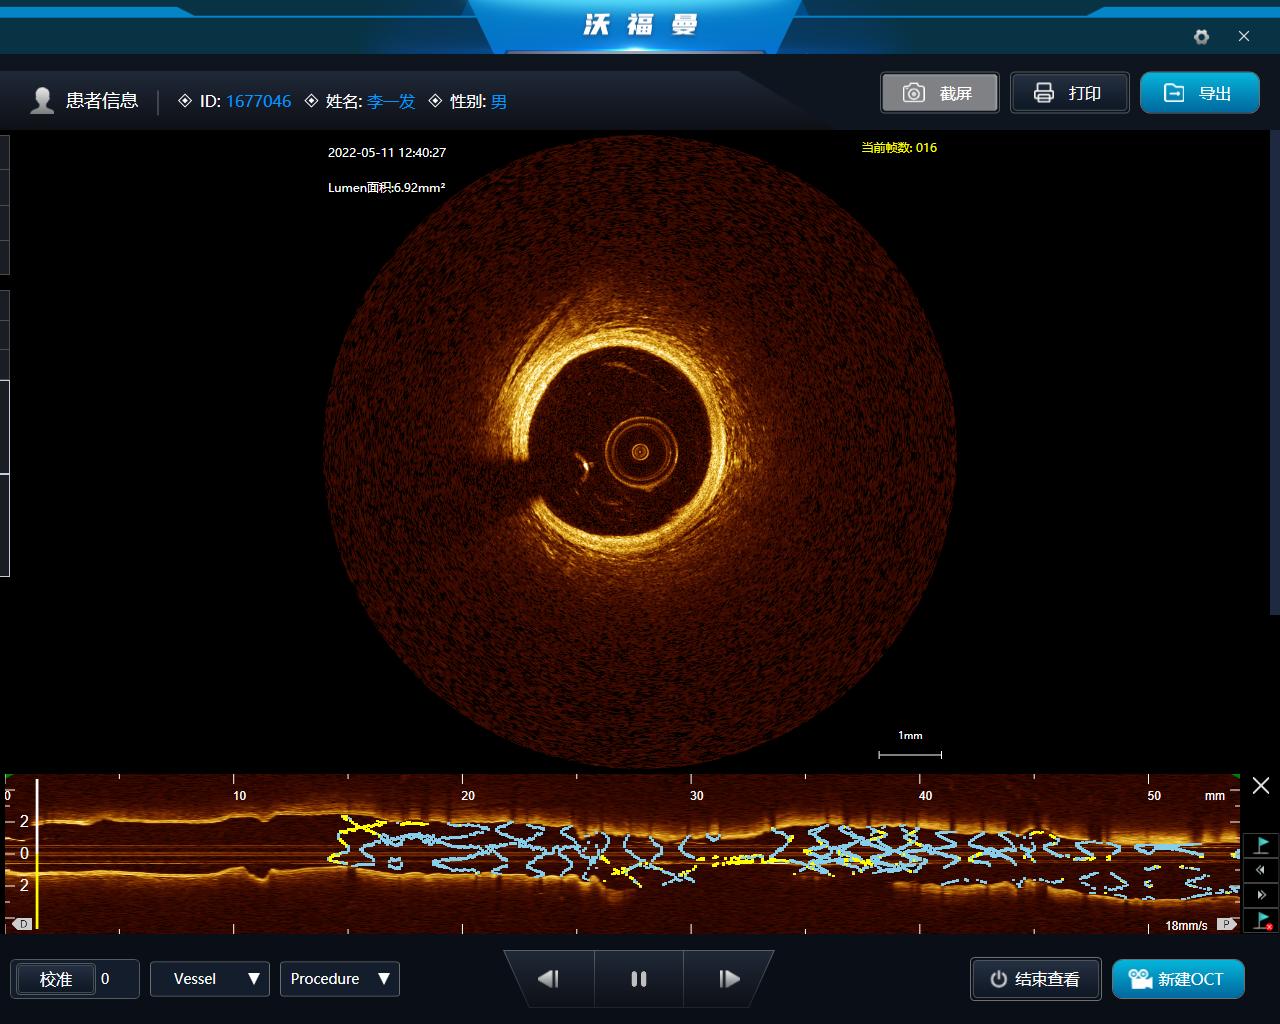 沃福曼
患者信息 ID: 1677046 姓名: 李一发 性别: 男
截屏 打印 导出
2022-05-11 12:40:27
当前帧数: 016
Lumen面积:6.92mm²
1mm
0 10 20 30 40 50 mm
2
0
2
D
18mm/s P
校准 0 Vessel Procedure
结束查看 新建OCT